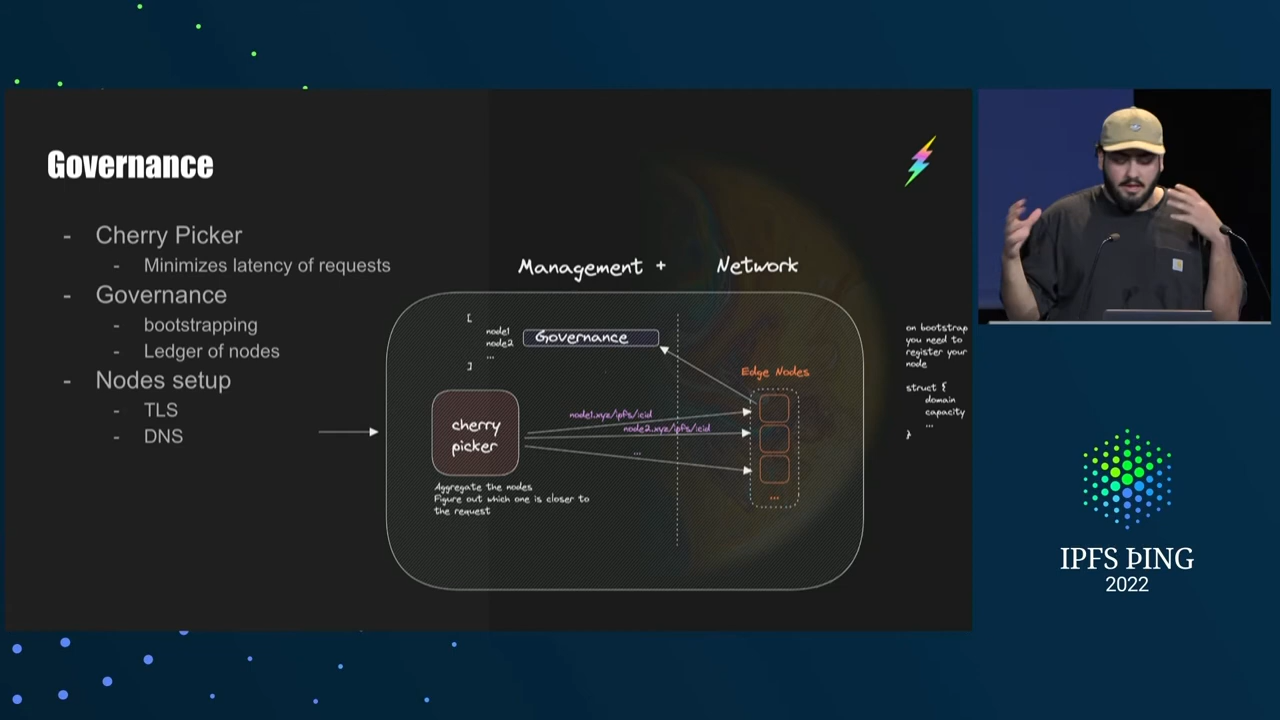 Governance
- Cherry Picker
- Minimizes latency of requests
- Governance
- bootstrapping
- Ledger of nodes
- Nodes setup
- TLS
- DNS
Management + Network
[
node1
node2
...
]
Governance
Edge Nodes
cherry
picker
node1.xyz/ipfs/cid
node2.xyz/ipfs/cid
...
...
Aggregate the nodes
Figure out which one is closer to
the request
on bootstrap
you need to
register your
node
struct {
domain
capacity
...
}
IPFS ÞING
2022